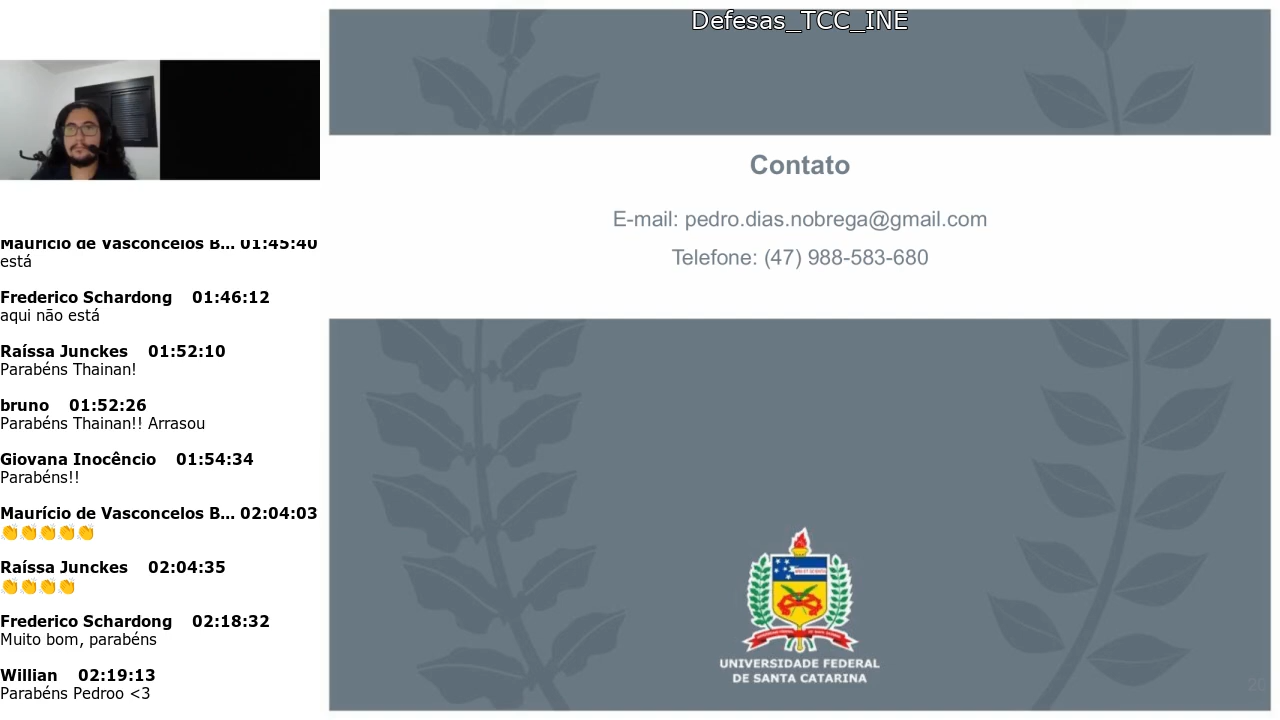 Defesas_TCC_INE
Maurício de Vasconcelos B... 01:45:40
está
Frederico Schardong 01:46:12
aqui não está
Raíssa Junckes 01:52:10
Parabéns Thainan!
bruno 01:52:26
Parabéns Thainan!! Arrasou
Giovana Inocêncio 01:54:34
Parabéns!!
Maurício de Vasconcelos B... 02:04:03
👏👏👏👏👏
Raíssa Junckes 02:04:35
👏👏👏👏
Frederico Schardong 02:18:32
Muito bom, parabéns
Willian 02:19:13
Parabéns Pedroo <3
Contato
E-mail: pedro.dias.nobrega@gmail.com
Telefone: (47) 988-583-680
UNIVERSIDADE FEDERAL
DE SANTA CATARINA
20